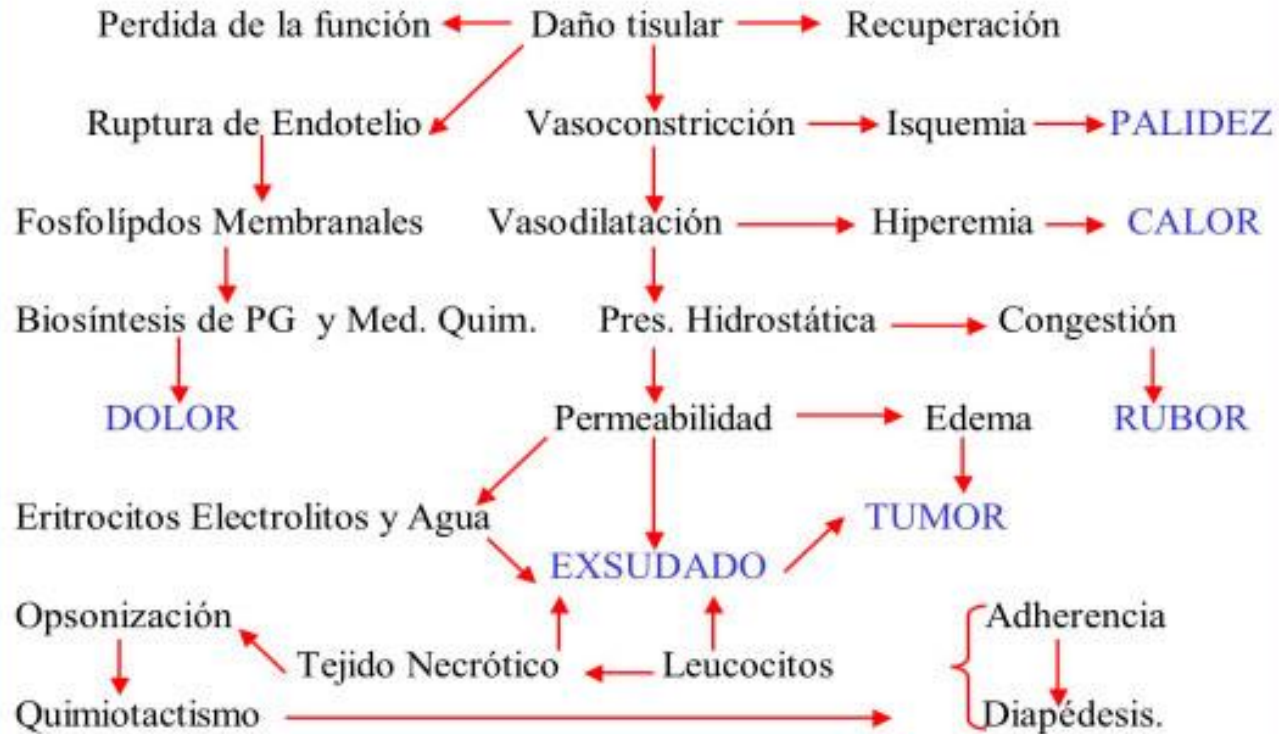 Perdida de la función Daño tisular Recuperación
Ruptura de Endotelio Vasoconstricción Isquemia PALIDEZ
Fosfolípdos Membranales Vasodilatación Hiperemia CALOR
Biosíntesis de PG y Med. Quim. Pres. Hidrostática Congestión
DOLOR Permeabilidad Edema RUBOR
Eritrocitos Electrolitos y Agua TUMOR
EXSUDADO
Opsonización Adherencia
Tejido Necrótico Leucocitos
Quimiotactismo Diapédesis.